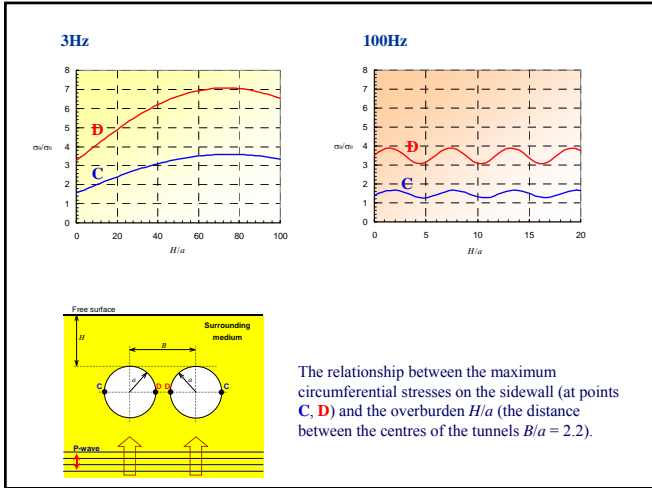 3Hz
100Hz
8
7
6
5
4
3
2
1
0
σθ/σ0
D
C
0 20 40 60 80 100
H/a
8
7
6
5
4
3
2
1
0
σθ/σ0
D
C
0 5 10 15 20
H/a
Free surface
H
Surrounding
medium
B
a
a
C D D C
P-wave
The relationship between the maximum
circumferential stresses on the sidewall (at points
C, D) and the overburden H/a (the distance
between the centres of the tunnels B/a = 2.2).